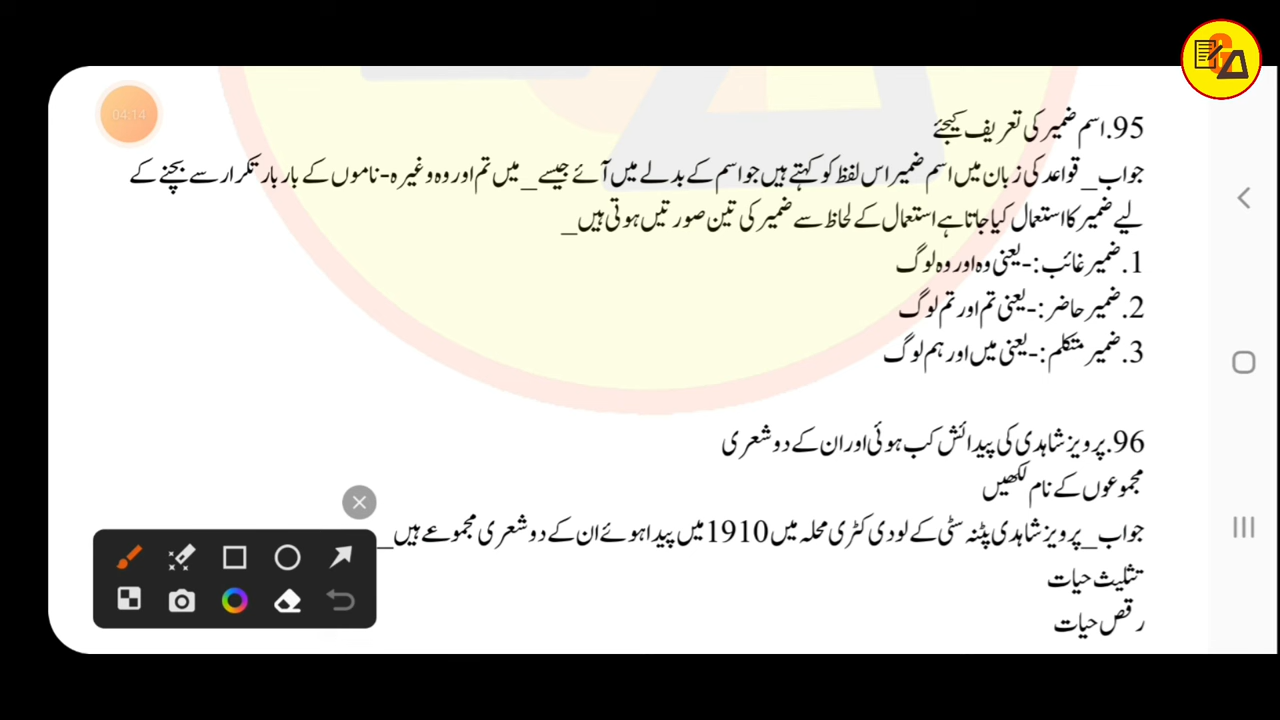 04:14
95.اسم ضمیر کی تعریف کیجئے
جواب_ قواعد کی زبان میں اسم ضمیر اس لفظ کو کہتے ہیں جو اسم کے بدلے میں آئے جیسے_ میں تم اور وہ وغیرہ-ناموں کے بار بار تکرار سے بچنے کے
لیے ضمیر کا استعمال کیا جاتا ہے استعمال کے لحاظ سے ضمیر کی تین صورتیں ہوتی ہیں_
1.ضمیر غائب:-یعنی وہ اور وہ لوگ
2.ضمیر حاضر:-یعنی تم اور تم لوگ
3.ضمیر متکلم:-یعنی میں اور ہم لوگ
96.پرویز شاہدی کی پیدائش کب ہوئی اور ان کے دو شعری
مجموعوں کے نام لکھیں
جواب_پرویز شاہدی پٹنہ سٹی کے لودی کٹری محلہ میں 1910 میں پیدا ہوئے ان کے دو شعری مجموعے ہیں_
تثلیث حیات
رقص حیات